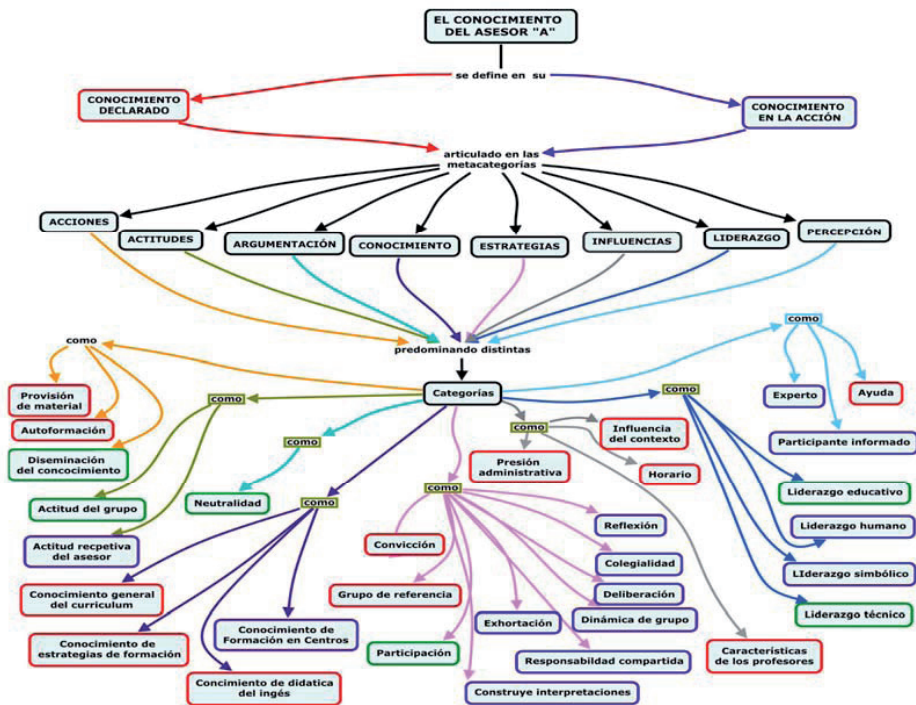 EL CONOCIMIENTO
DEL ASESOR "A"
se define en su
CONOCIMIENTO
DECLARADO
CONOCIMIENTO
EN LA ACCIÓN
articulado en las
metacategorías
ACCIONES
ACTITUDES
ARGUMENTACIÓN
CONOCIMIENTO
ESTRATEGIAS
INFLUENCIAS
LIDERAZGO
PERCEPCIÓN
predominando distintas
Categorías
como
Provisión
de material
Autoformación
Diseminación
del concocimiento
como
Actitud del grupo
Actitud recpetiva
del asesor
como
Neutralidad
como
Conocimiento general
del curriculum
Conocimiento de
estrategias de formación
Concimiento de didatica
del ingés
Conocimiento de
Formación en Centros
como
Convicción
Grupo de referencia
Participación
Construye interpretaciones
Exhortación
Responsabildad compartida
Dinámica de grupo
Deliberación
Colegialidad
Reflexión
como
Presión
administrativa
Influencia
del contexto
Horario
Características
de los profesores
como
Liderazgo educativo
Liderazgo humano
LIderazgo simbólico
Liderazgo técnico
como
Experto
Participante informado
Ayuda